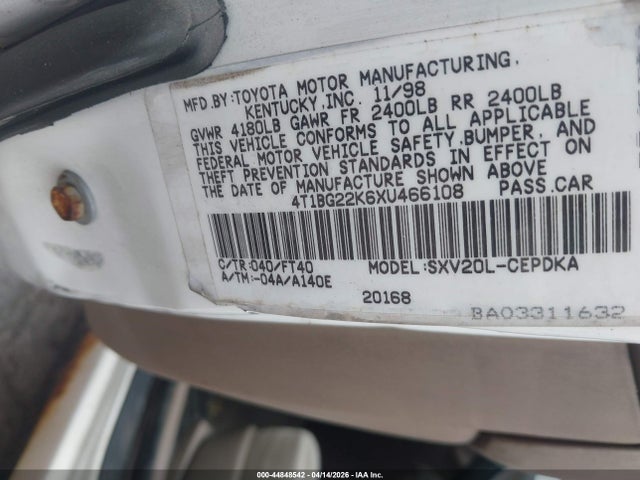 MFD.BY:TOYOTA MOTOR MANUFACTURING,
KENTUCKY,INC. 11/98
GVWR 4180LB GAWR FR 2400LB RR 2400LB
THIS VEHICLE CONFORMS TO ALL APPLICABLE
FEDERAL MOTOR VEHICLE SAFETY,BUMPER, AND
THEFT PREVENTION STANDARDS IN EFFECT ON
THE DATE OF MANUFACTURE SHOWN ABOVE
4T1BG22K6XU466108 PASS.CAR
C/TR:040/FT40 MODEL:SXV20L-CEPDKA
A/TM:-04A/A140E
20168
BA03311632
000-44848542 - 04/14/2026 - IAA Inc.